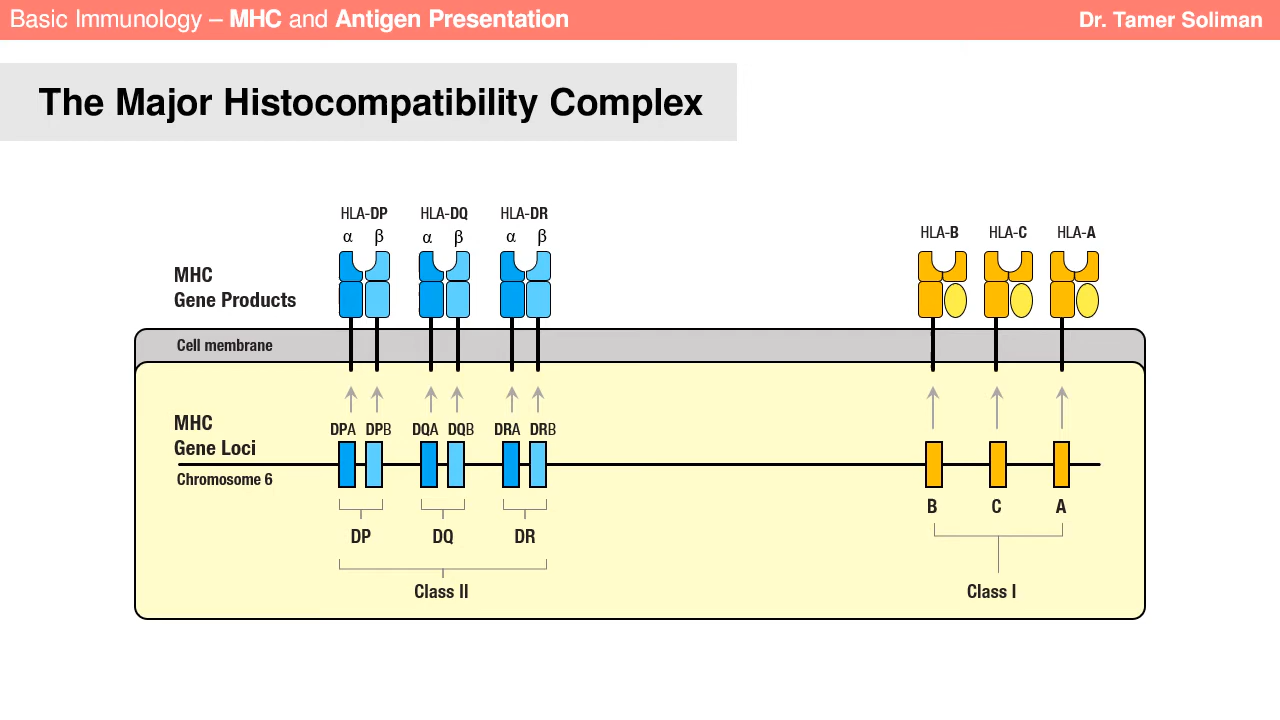 Basic Immunology – MHC and Antigen Presentation
Dr. Tamer Soliman
The Major Histocompatibility Complex
HLA-DP HLA-DQ HLA-DR
α β α β α β
HLA-B HLA-C HLA-A
MHC
Gene Products
Cell membrane
MHC
Gene Loci
DPA DPB DQA DQB DRA DRB
Chromosome 6
B C A
DP DQ DR
Class II
Class I